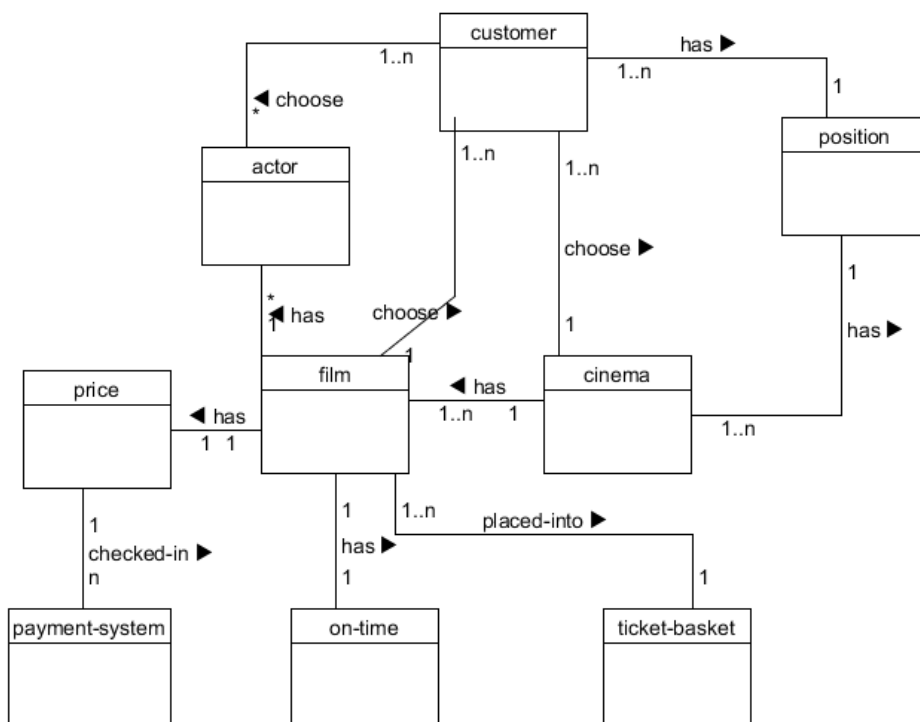 customer
1..n
has ►
1..n
1
◄ choose
*
1..n
1..n
position
actor
choose ►
1
*
◄ has
1
choose ►
1
1
has ►
film
cinema
price
◄ has
1..n
1
1..n
◄ has
1
1
1
1..n
placed-into ►
1
checked-in ►
n
has ►
1
1
payment-system
on-time
ticket-basket